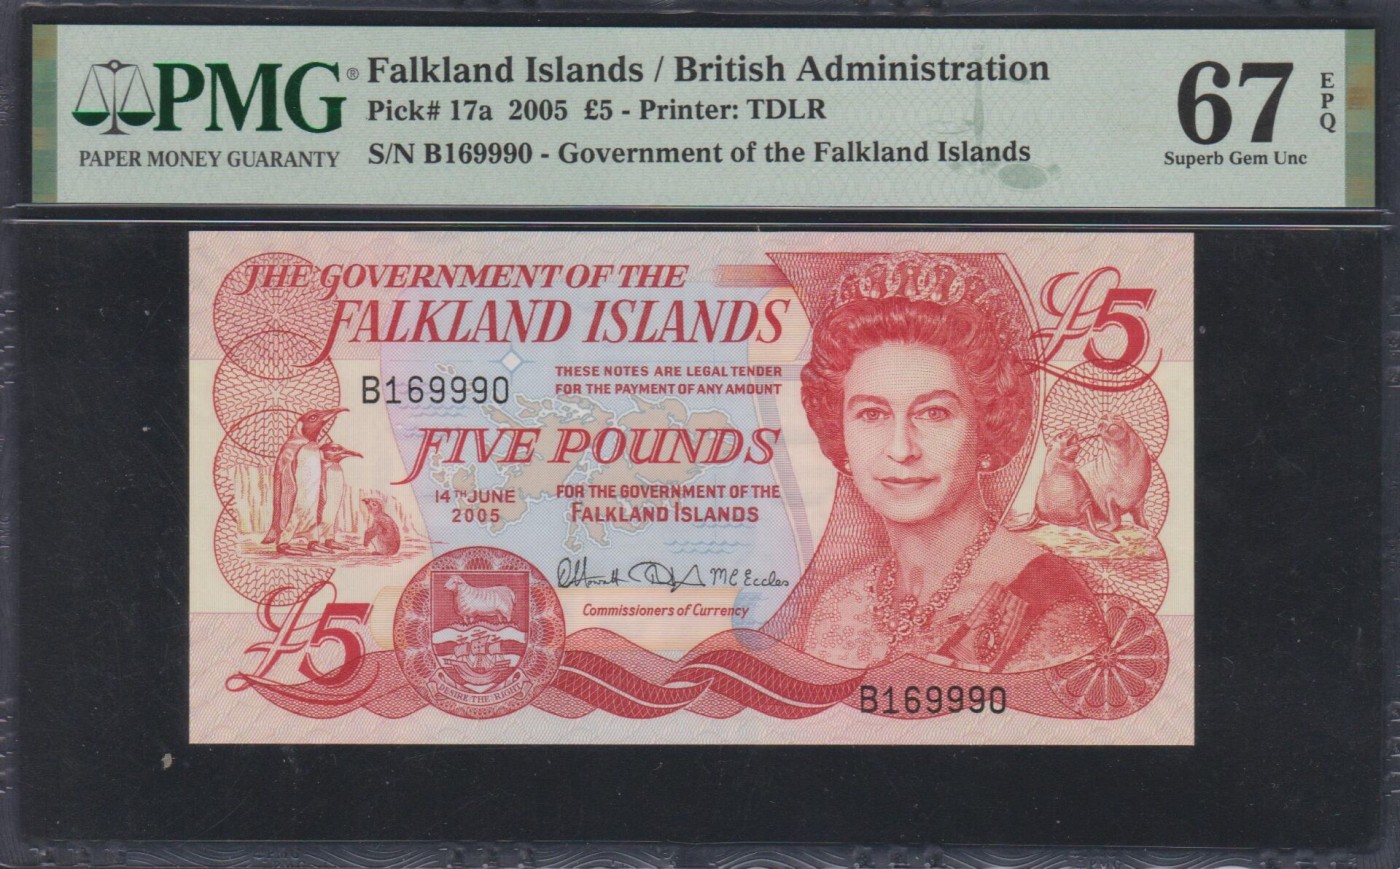 PMG®
PAPER MONEY GUARANTY
Falkland Islands / British Administration
Pick# 17a 2005 £5 - Printer: TDLR
S/N B169990 - Government of the Falkland Islands
67
EPQ
Superb Gem Unc
THE GOVERNMENT OF THE
FALKLAND ISLANDS
£5
THESE NOTES ARE LEGAL TENDER
FOR THE PAYMENT OF ANY AMOUNT
B169990
FIVE POUNDS
14TH JUNE
2005
FOR THE GOVERNMENT OF THE
FALKLAND ISLANDS
MC Eccles
Commissioners of Currency
£5
DESIRE THE RIGHT
B169990